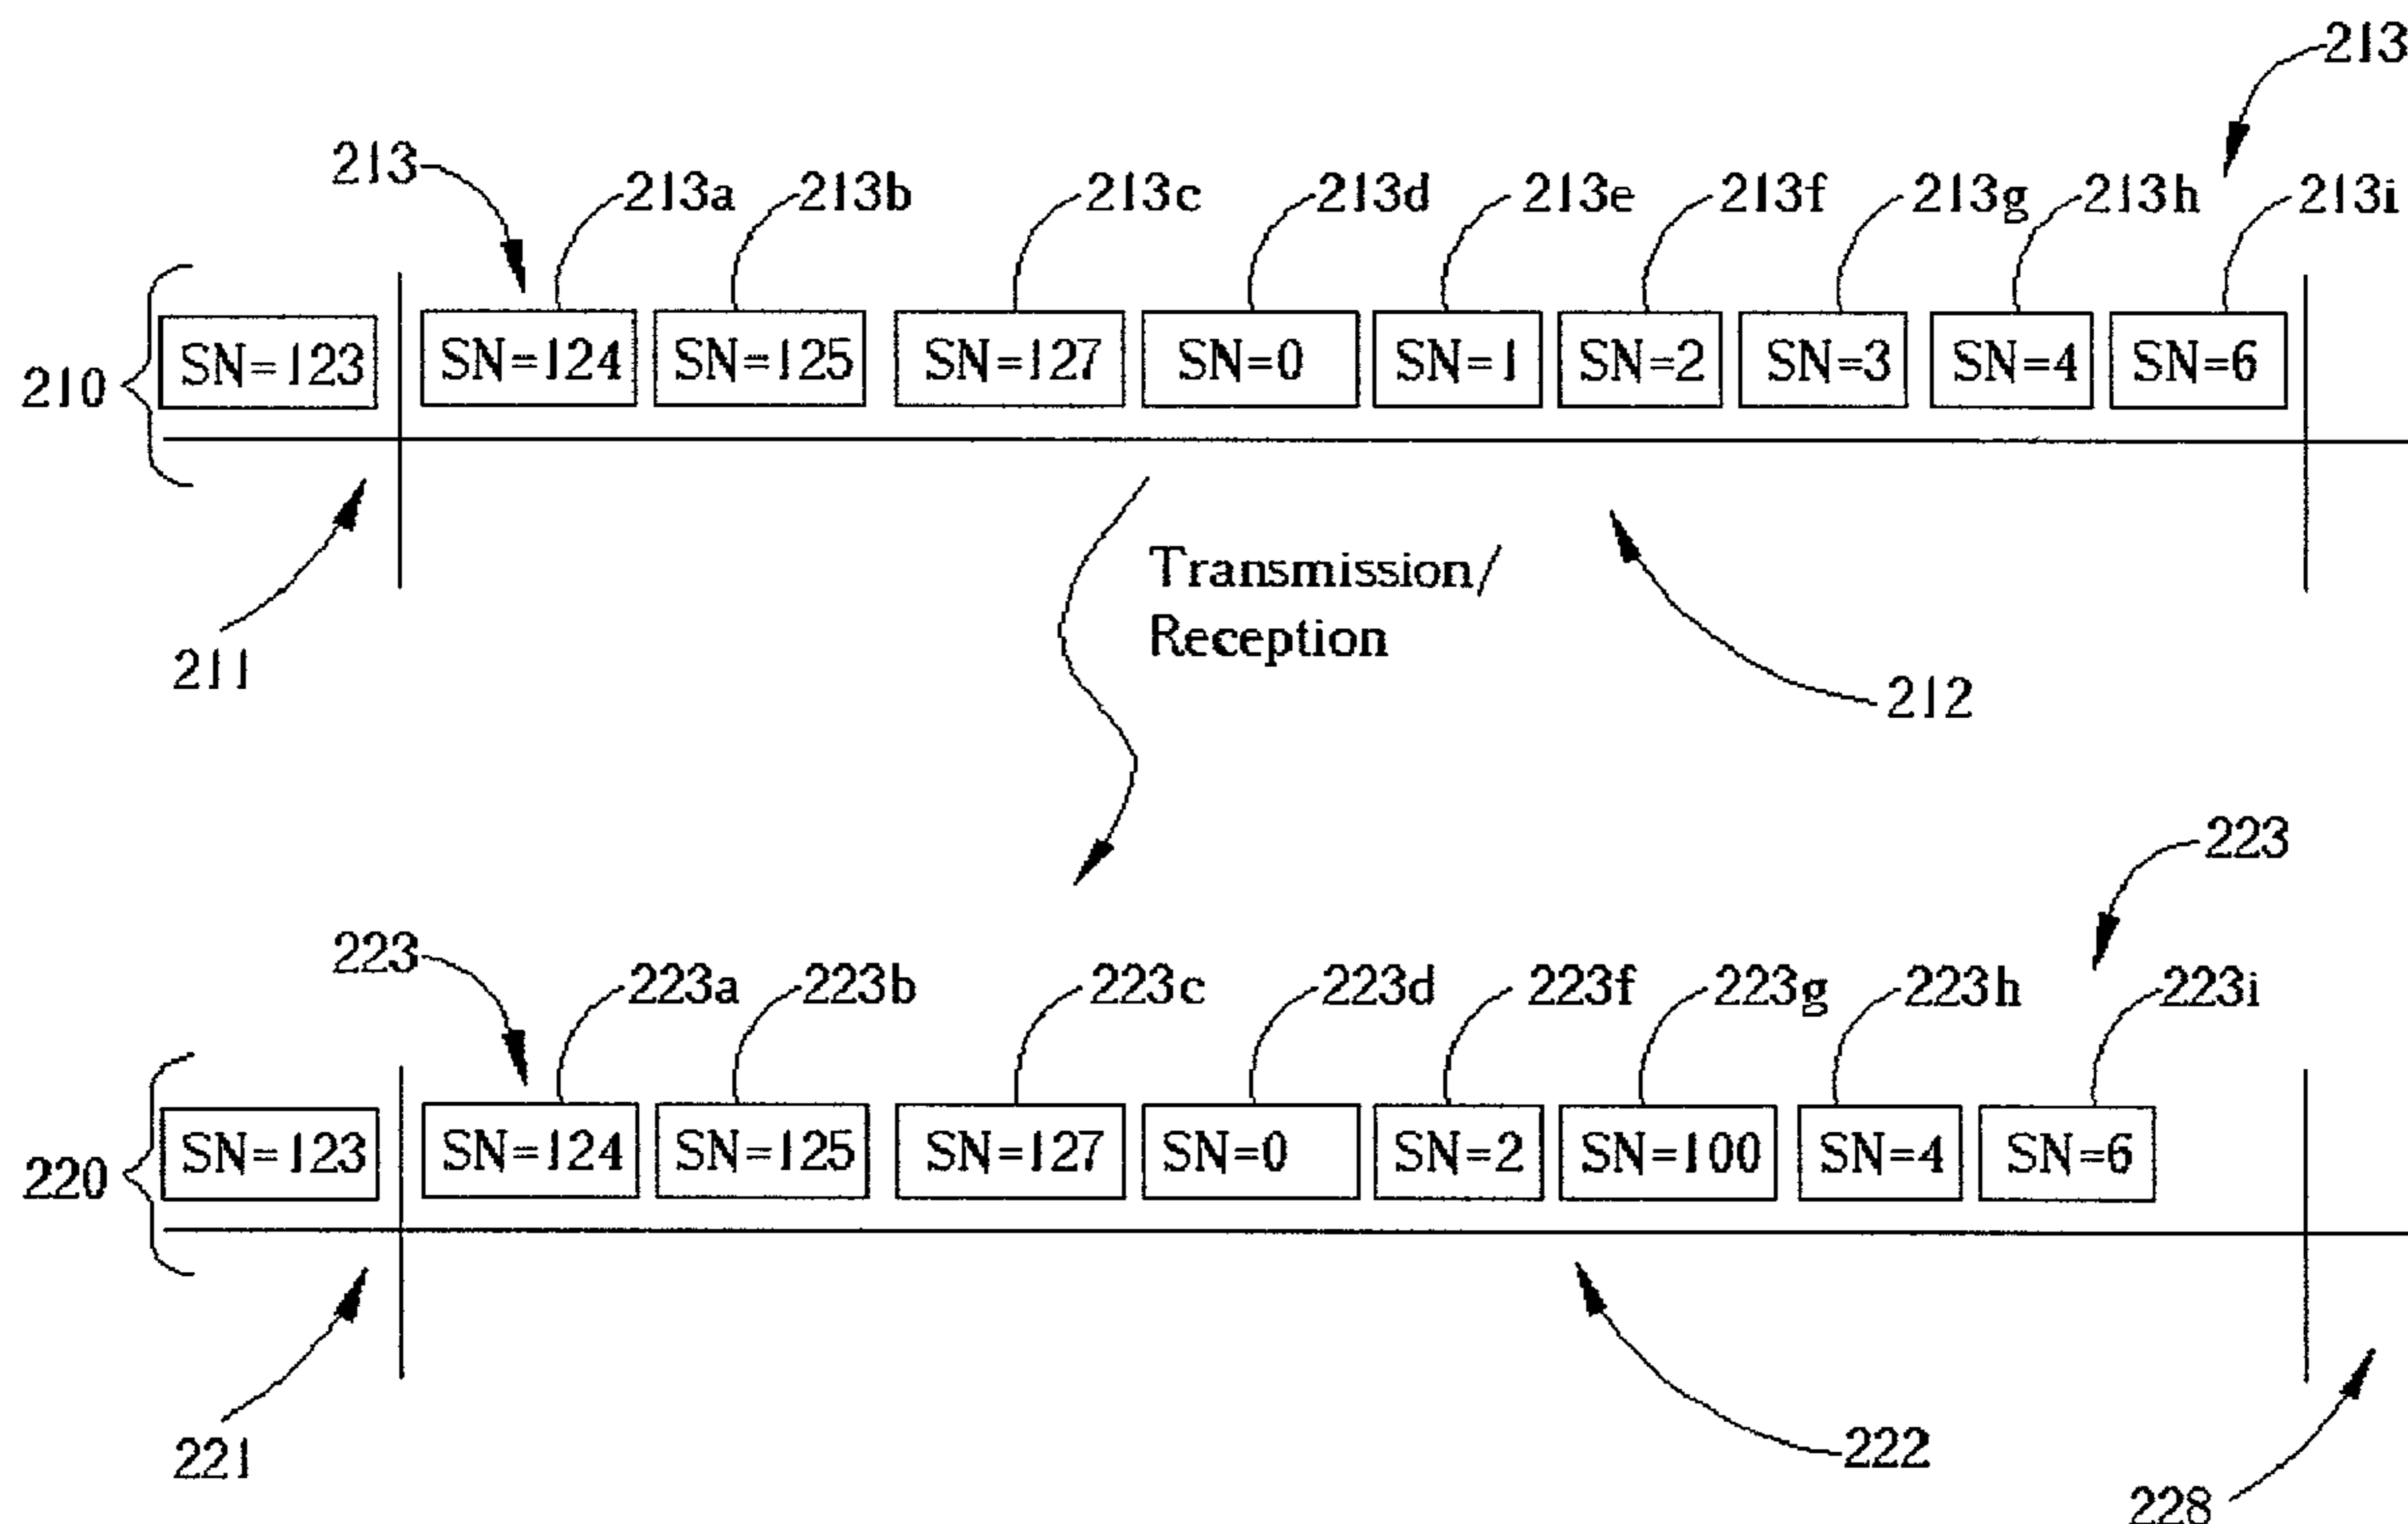 213
213 213a 213b 213c 213d 213e 213f 213g 213h 213i
210 SN=123 SN=124 SN=125 SN=127 SN=0 SN=1 SN=2 SN=3 SN=4 SN=6
Transmission/
Reception
211
212
223
223 223a 223b 223c 223d 223f 223g 223h 223i
220 SN=123 SN=124 SN=125 SN=127 SN=0 SN=2 SN=100 SN=4 SN=6
221
222
228